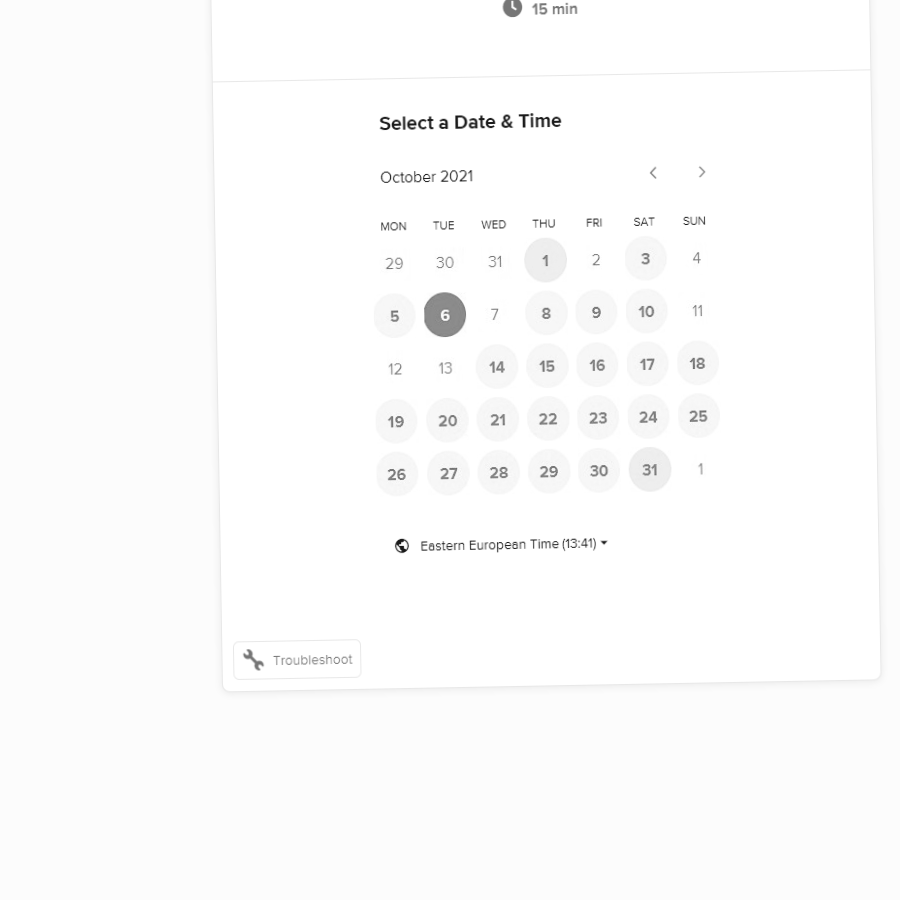 15 min
Select a Date & Time
October 2021
MON TUE WED THU FRI SAT SUN
29 30 31 1 2 3 4
5 6 7 8 9 10 11
12 13 14 15 16 17 18
19 20 21 22 23 24 25
26 27 28 29 30 31 1
Eastern European Time (13:41)
Troubleshoot